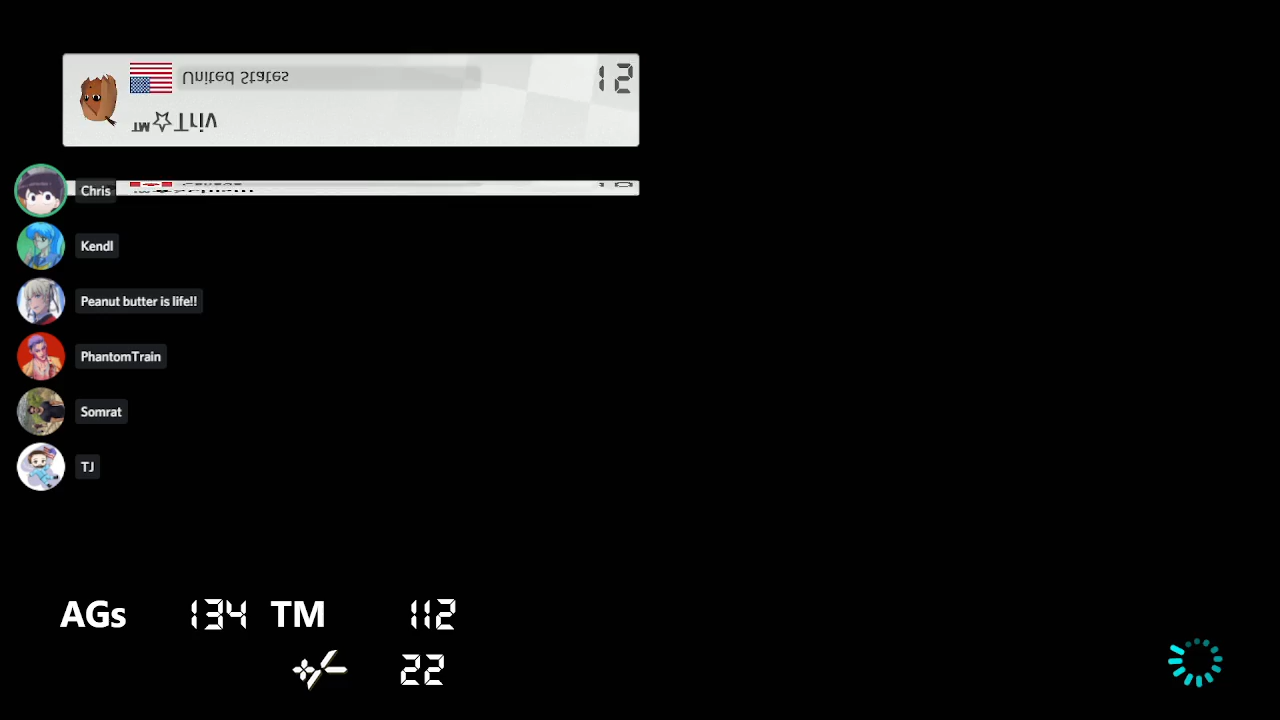 United States 12
™☆Triv
Chris
Kendl
Peanut butter is life!!
PhantomTrain
Somrat
TJ
AGs 134 TM 112
22